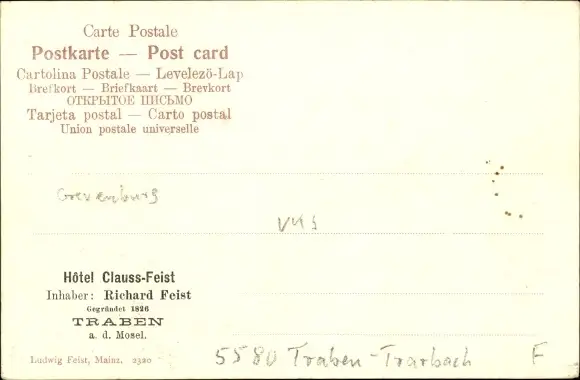 Carte Postale
Postkarte — Post card
Cartolina Postale — Levelező-Lap
Brefkort — Briefkaart — Brevkort
ОТКРЫТОЕ ПИСЬМО
Tarjeta postal — Carto postal
Union postale universelle
Grevenburg
VKS
Hôtel Clauss-Feist
Inhaber: Richard Feist
Gegründet 1826
TRABEN
a. d. Mosel.
Ludwig Feist, Mainz. 2320
5580 Traben-Trarbach F